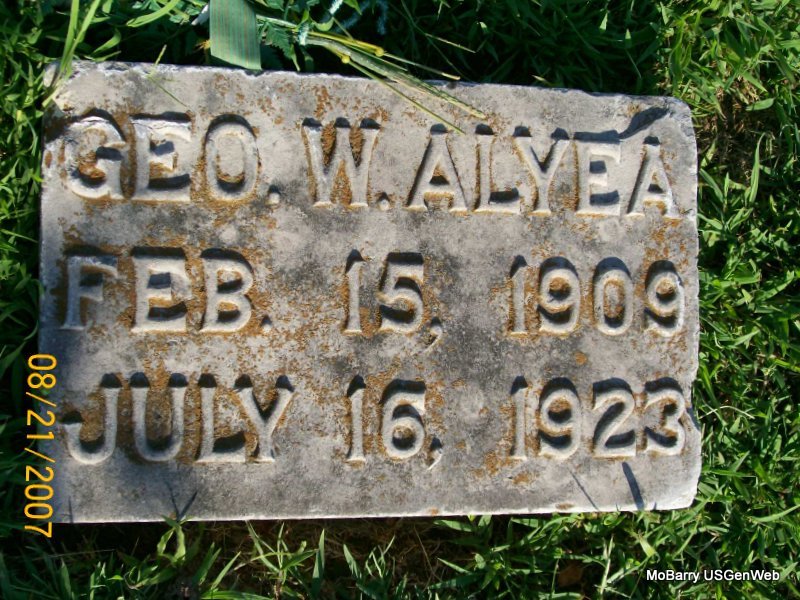 GEO. W. ALYEA
FEB. 15, 1909
JULY 16, 1923
08/21/2007
MoBarry USGenWeb